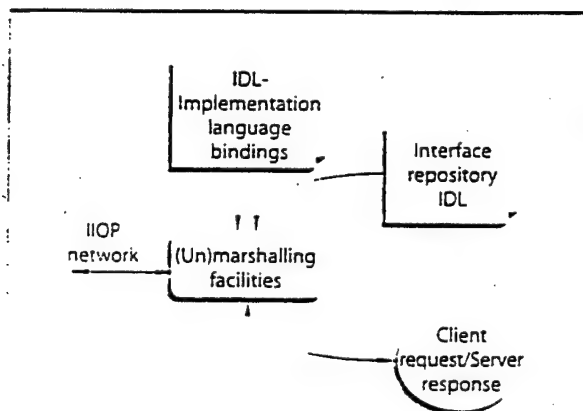 IDL-
Implementation
language
bindings
Interface
repository
IDL
IIOP
network
(Un)marshalling
facilities
Client
request/Server
response